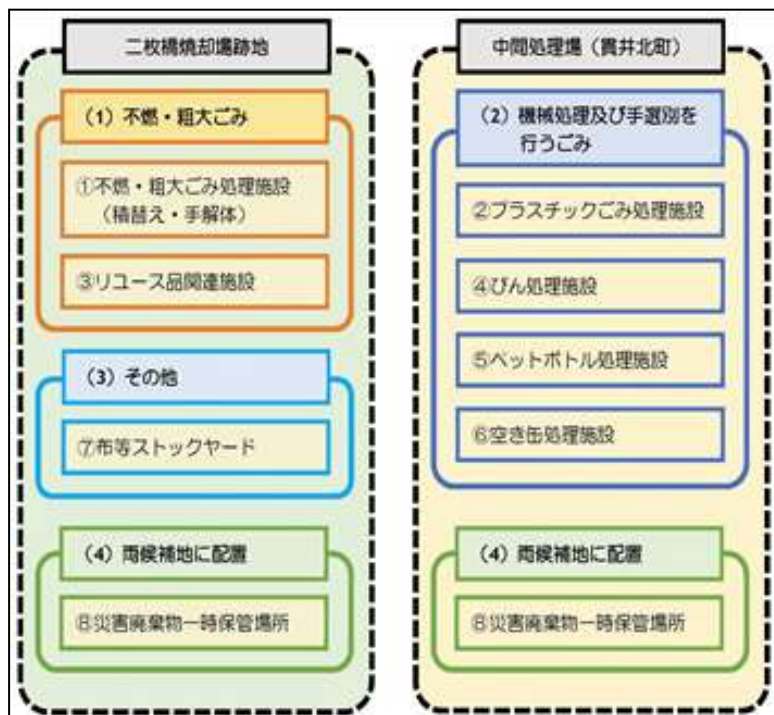 二枚橋焼却場跡地
(1) 不燃・粗大ごみ
①不燃・粗大ごみ処理施設
(積替え・手解体)
③リユース品関連施設
(3) その他
⑦布等ストックヤード
(4) 両候補地に配置
⑧災害廃棄物一時保管場所
中間処理場 (貫井北町)
(2) 機械処理及び手選別を
行うごみ
②プラスチックごみ処理施設
④びん処理施設
⑤ペットボトル処理施設
⑥空き缶処理施設
(4) 両候補地に配置
⑧災害廃棄物一時保管場所